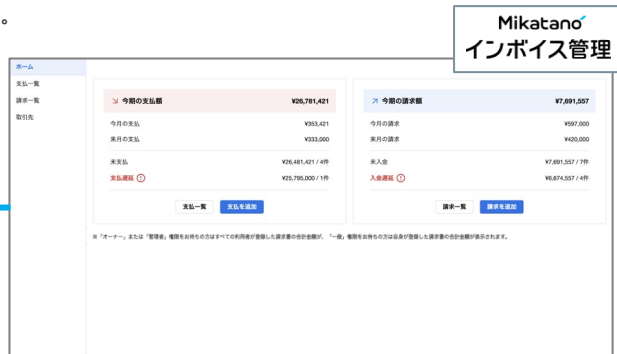 。
Mikatano
インボイス管理
ホーム
支払一覧
請求一覧
取引先
今期の支払額 ¥26,781,421
今月の支払 ¥353,421
来月の支払 ¥333,000
未支払 ¥26,481,421 / 4件
支払遅延 ¥25,795,000 / 1件
支払一覧 支払を追加
今期の請求額 ¥7,691,557
今月の請求 ¥597,000
来月の請求 ¥420,000
未入金 ¥7,691,557 / 7件
入金遅延 ¥6,674,557 / 4件
請求一覧 請求を追加
※「オーナー」または「管理者」権限をお持ちの方はすべての利用者が登録した請求書の合計金額が、「一般」権限をお持ちの方は自身が登録した請求書の合計金額が表示されます。